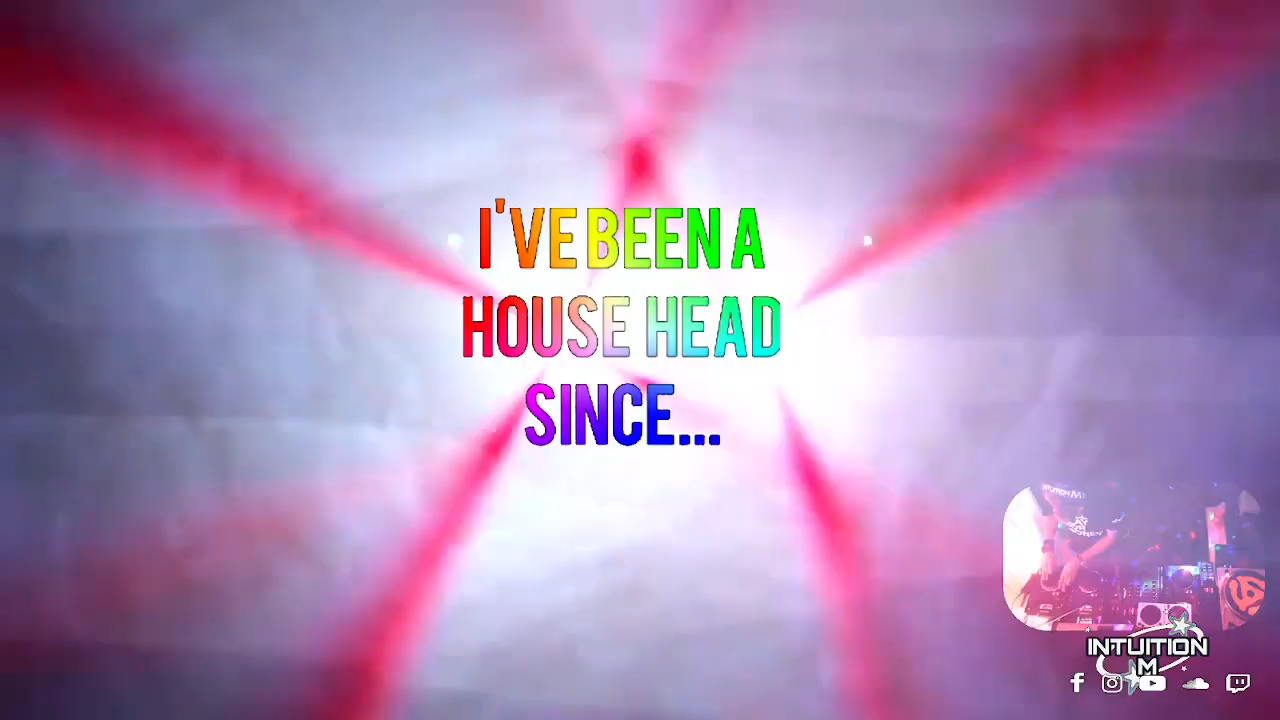 I'VE BEEN A
HOUSE HEAD
SINCE...
INTUITION
M